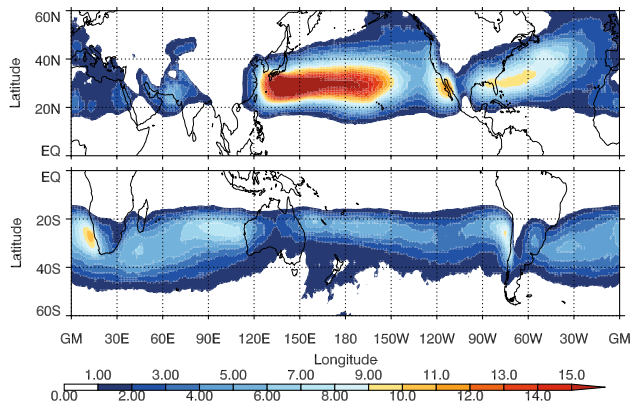 60N
Latitude
40N
20N
EQ
EQ
Latitude
20S
40S
60S
GM 30E 60E 90E 120E 150E 180 150W 120W 90W 60W 30W GM
Longitude
1.00 3.00 5.00 7.00 9.00 11.0 13.0 15.0
0.00 2.00 4.00 6.00 8.00 10.0 12.0 14.0